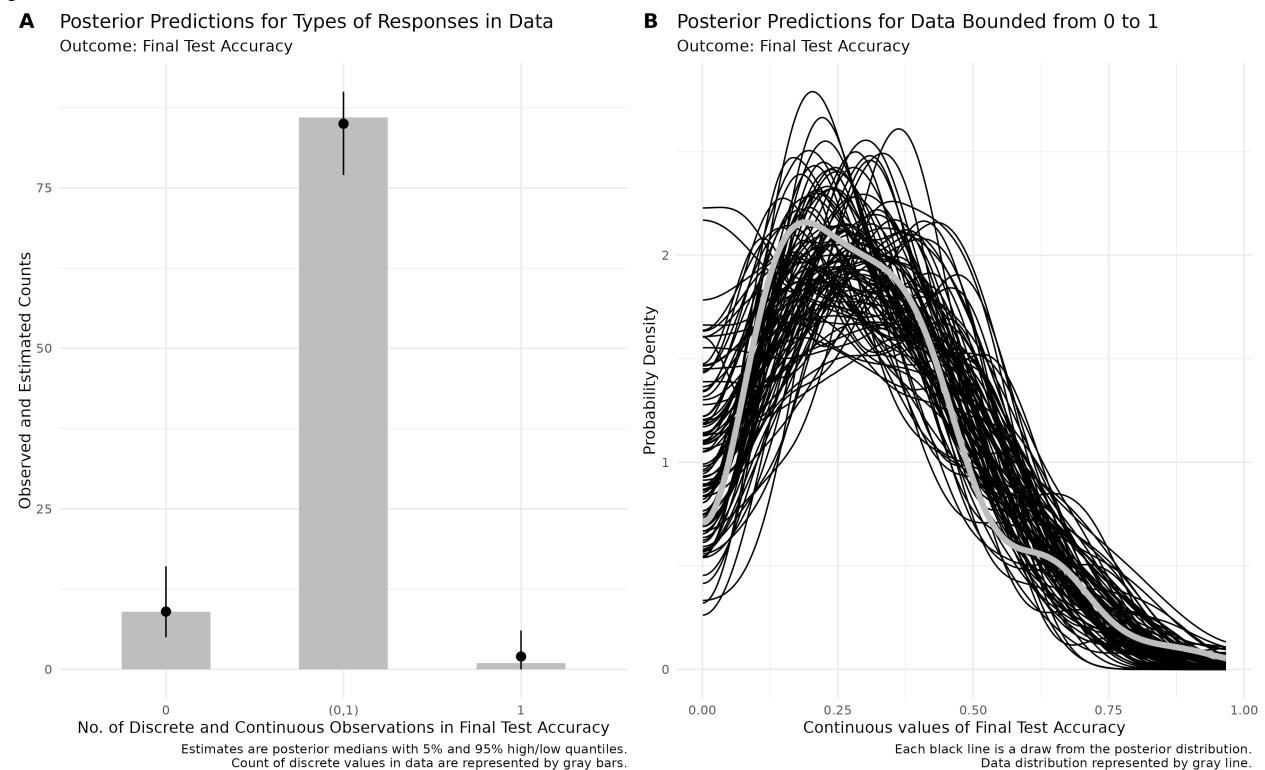 A Posterior Predictions for Types of Responses in Data
Outcome: Final Test Accuracy
Observed and Estimated Counts
75
50
25
0
0 (0,1) 1
No. of Discrete and Continuous Observations in Final Test Accuracy
Estimates are posterior medians with 5% and 95% high/low quantiles.
Count of discrete values in data are represented by gray bars.
B Posterior Predictions for Data Bounded from 0 to 1
Outcome: Final Test Accuracy
Probability Density
2
1
0
0.00 0.25 0.50 0.75 1.00
Continuous values of Final Test Accuracy
Each black line is a draw from the posterior distribution.
Data distribution represented by gray line.